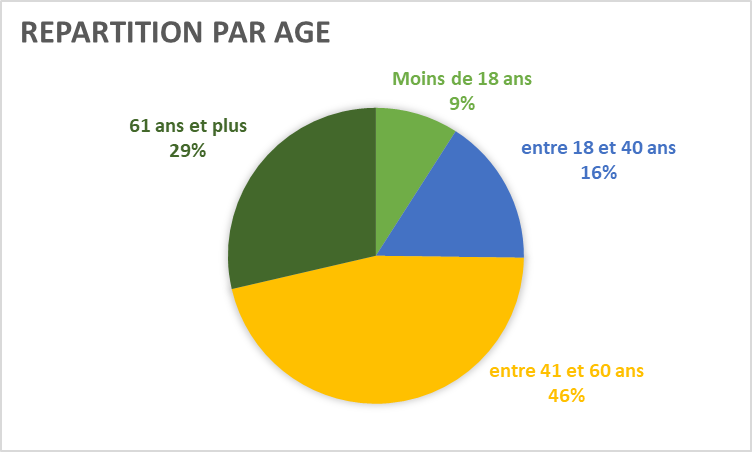 REPARTITION PAR AGE
Moins de 18 ans
9%
61 ans et plus
29%
entre 18 et 40 ans
16%
entre 41 et 60 ans
46%